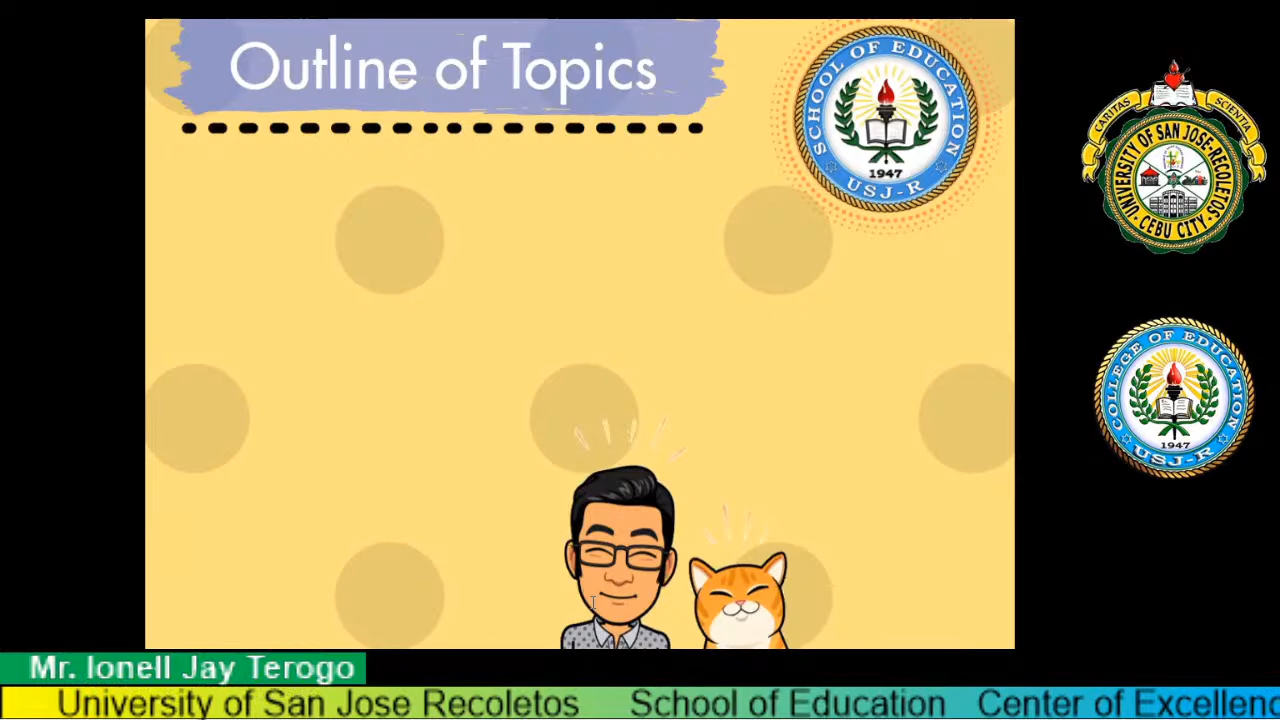 Outline of Topics
SCHOOL OF EDUCATION
1947
USJ-R
CARITAS
SCIENTIA
UNIVERSITY OF SAN JOSE-RECOLETOS
CEBU CITY
COLLEGE OF EDUCATION
1947
USJ-R
Mr. Ionell Jay Terogo
University of San Jose Recoletos School of Education Center of Excellenc